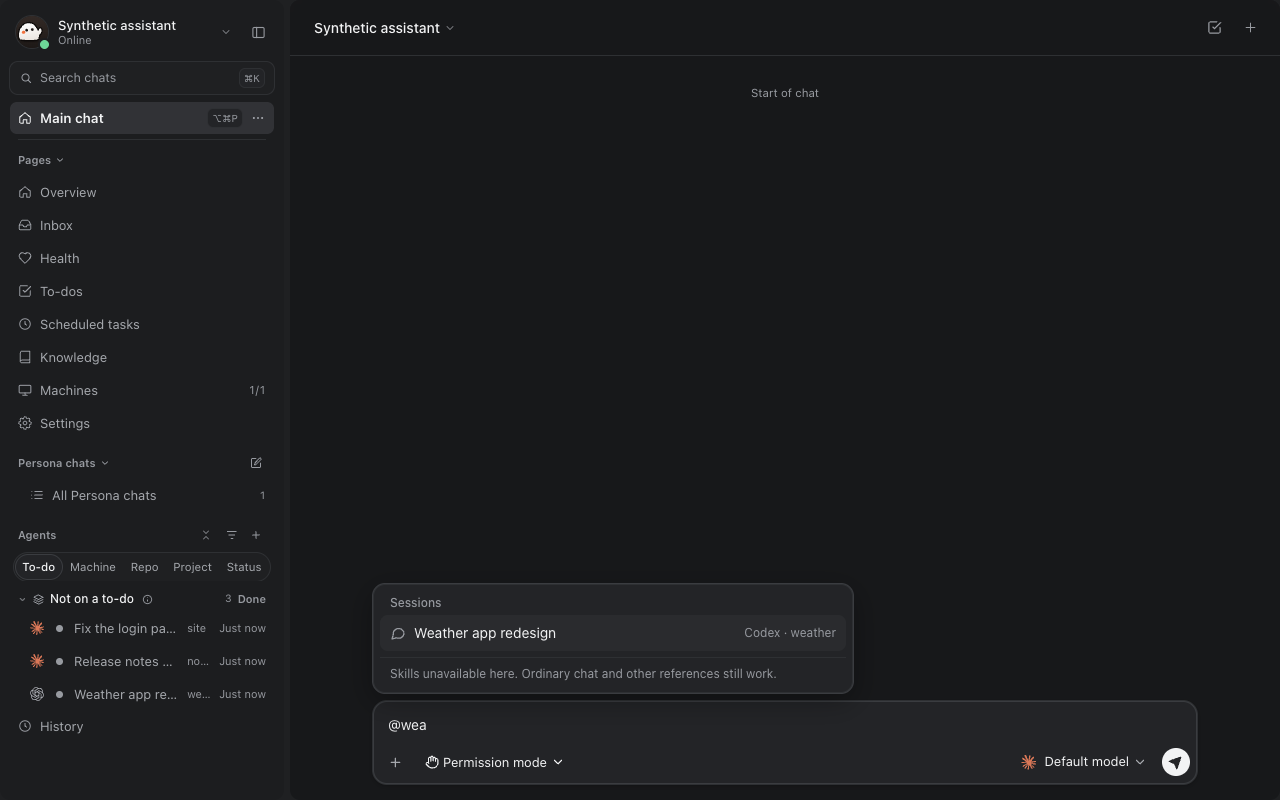 Synthetic assistant
Online
Search chats ⌘K
Main chat ⌥⌘P
Pages
Overview
Inbox
Health
To-dos
Scheduled tasks
Knowledge
Machines 1/1
Settings
Persona chats
All Persona chats 1
Agents
To-do Machine Repo Project Status
Not on a to-do 3 Done
Fix the login pa... site Just now
Release notes ... no... Just now
Weather app re... we... Just now
History
Synthetic assistant
Start of chat
Sessions
Weather app redesign Codex · weather
Skills unavailable here. Ordinary chat and other references still work.
@wea
Permission mode Default model